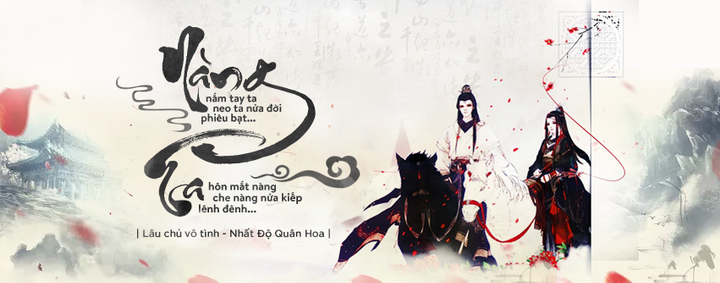 Nàng
nắm tay ta
neo ta nửa đời
phiêu bạt...
Ta
hôn mắt nàng
che nàng nửa kiếp
lênh đênh...
| Lâu chủ vô tình - Nhất Độ Quân Hoa |